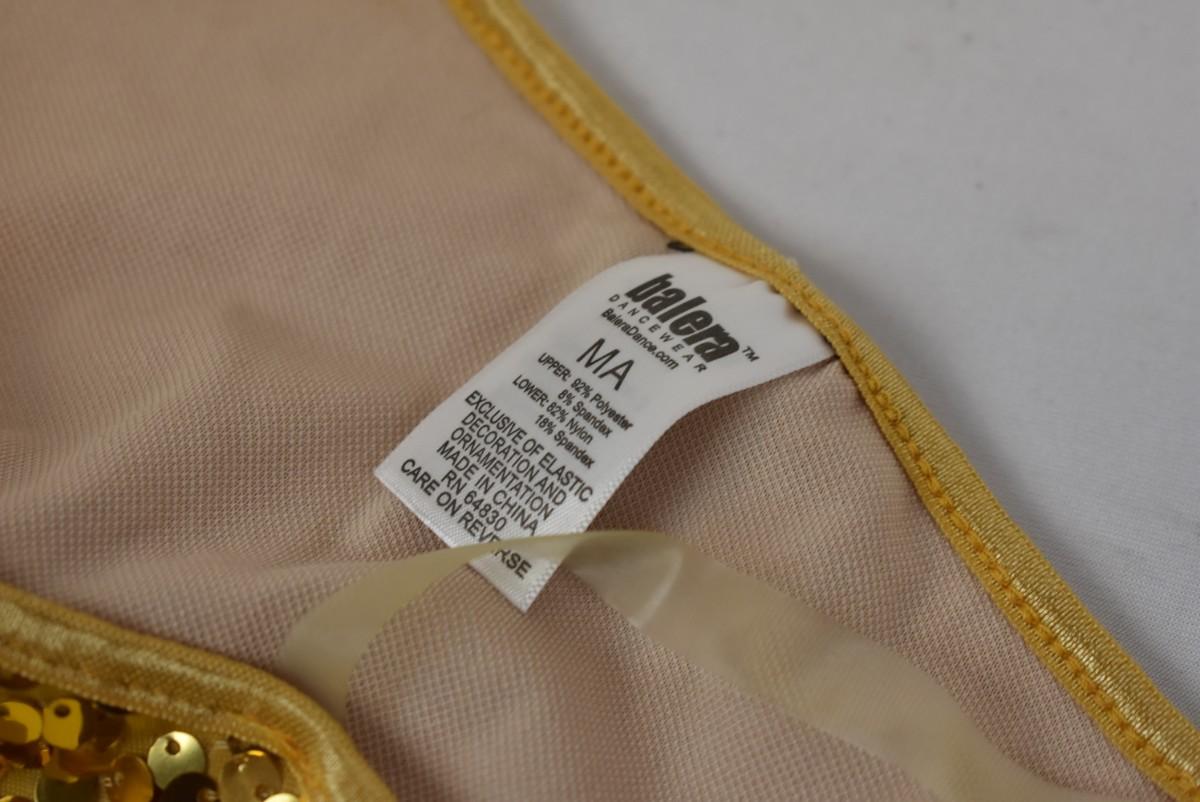 balera™
DANCEWEAR
BaleraDance.com
MA
UPPER: 92% Polyester
8% Spandex
LOWER: 82% Nylon
18% Spandex
EXCLUSIVE OF ELASTIC
DECORATION AND
ORNAMENTATION
MADE IN CHINA
RN 64830
CARE ON REVERSE